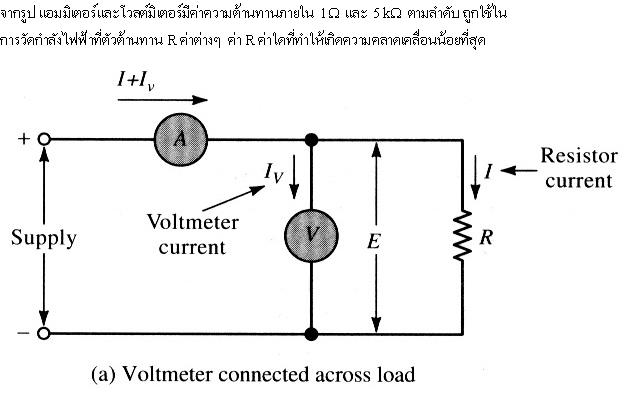 จากรูป แอมมิเตอร์และโวลท์มิเตอร์มีค่าความต้านทานภายใน 1Ω และ 5kΩ ตามลำดับ ถูกใช้ใน
การวัดกำลังไฟฟ้าที่ตัวต้านทาน R ค่าต่างๆ ค่า R ค่าใดที่ทำให้เกิดความคลาดเคลื่อนน้อยที่สุด
I+Iv
+
A
Iv
I
Resistor
current
Voltmeter
current
Supply
V
E
R
−
(a) Voltmeter connected across load